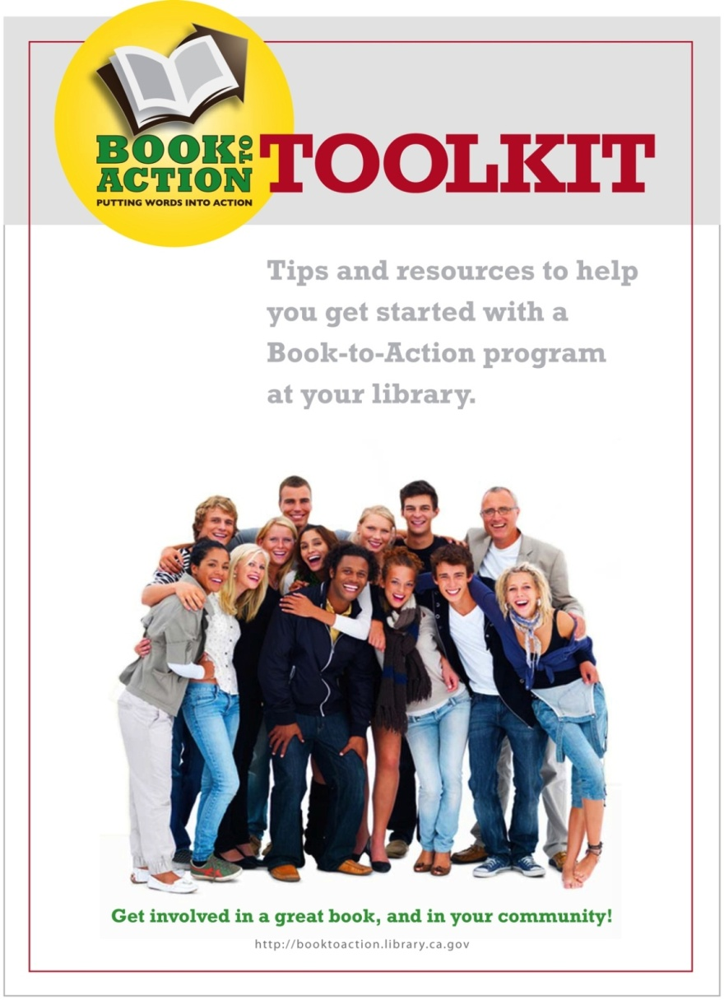 BOOK TO
ACTION
PUTTING WORDS INTO ACTION
TOOLKIT
Tips and resources to help
you get started with a
Book-to-Action program
at your library.
Get involved in a great book, and in your community!
http://booktoaction.library.ca.gov